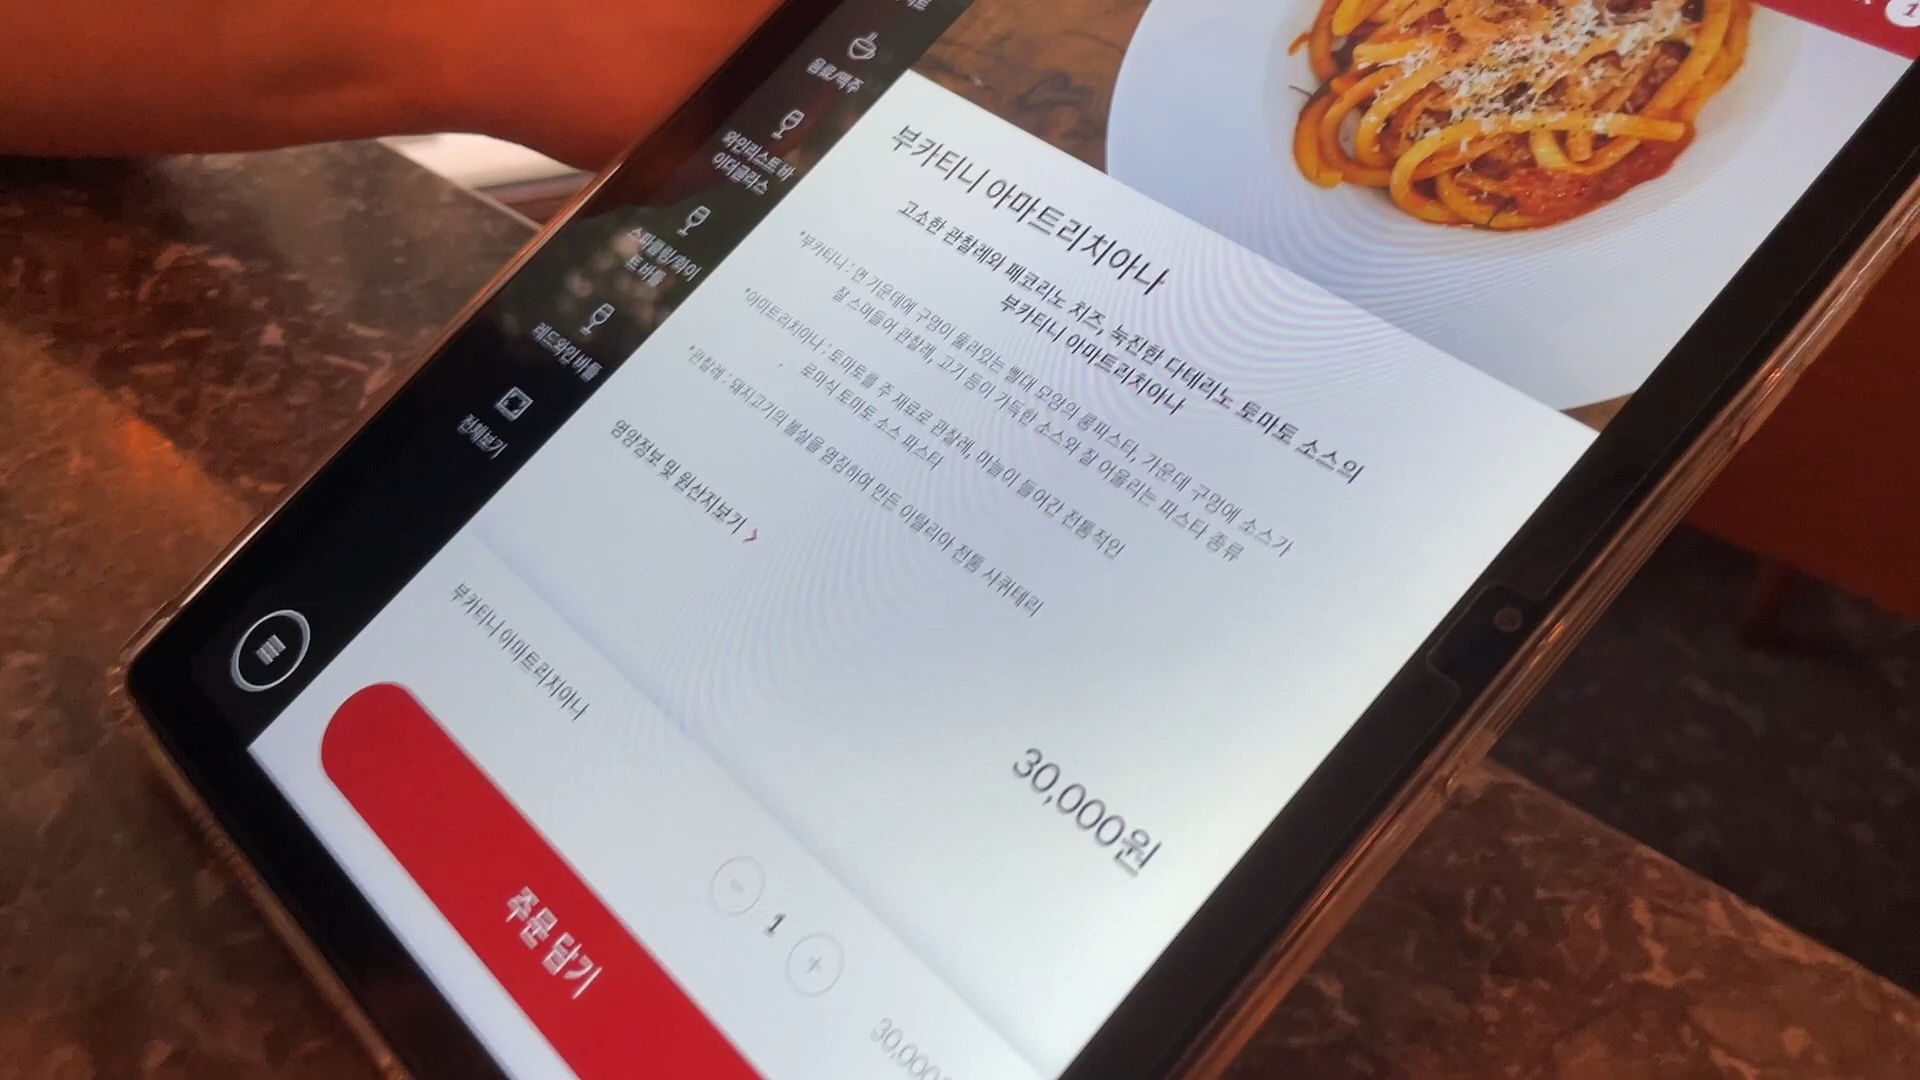 음료/맥주
와인리스트 바
이더글라스
스파클링/화이
트 바틀
레드와인 바틀
전체보기
부카티니 아마트리치아나
고소한 관찰레와 페코리노 치즈, 눅진한 다테리노 토마토 소스의
부카티니 아마트리치아나
*부카티니 : 면 가운데에 구멍이 뚫려있는 빨대 모양의 롱파스타, 가운데 구멍에 소스가
잘 스며들어 관찰레, 고기 등이 가득한 소스와 잘 어울리는 파스타 종류
*아마트리치아나 : 토마토를 주 재료로 관찰레, 마늘이 들어간 전통적인
로마식 토마토 소스 파스타
*관찰레 : 돼지고기의 볼살을 염장하여 만든 이탈리아 전통 샤퀴테리
영양정보 및 원산지보기 >
30,000원
부카티니 아마트리치아나
- 1 +
30,000
주문 담기
1